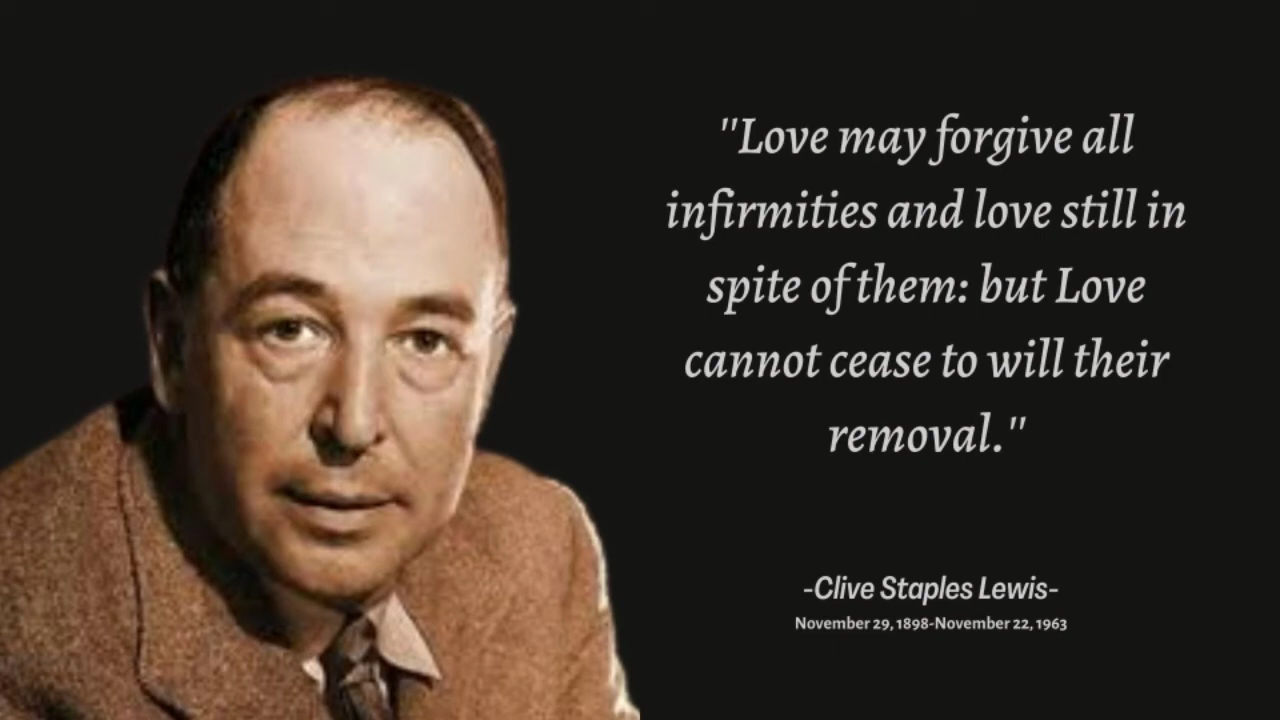 "Love may forgive all
infirmities and love still in
spite of them: but Love
cannot cease to will their
removal."
-Clive Staples Lewis-
November 29, 1898-November 22, 1963